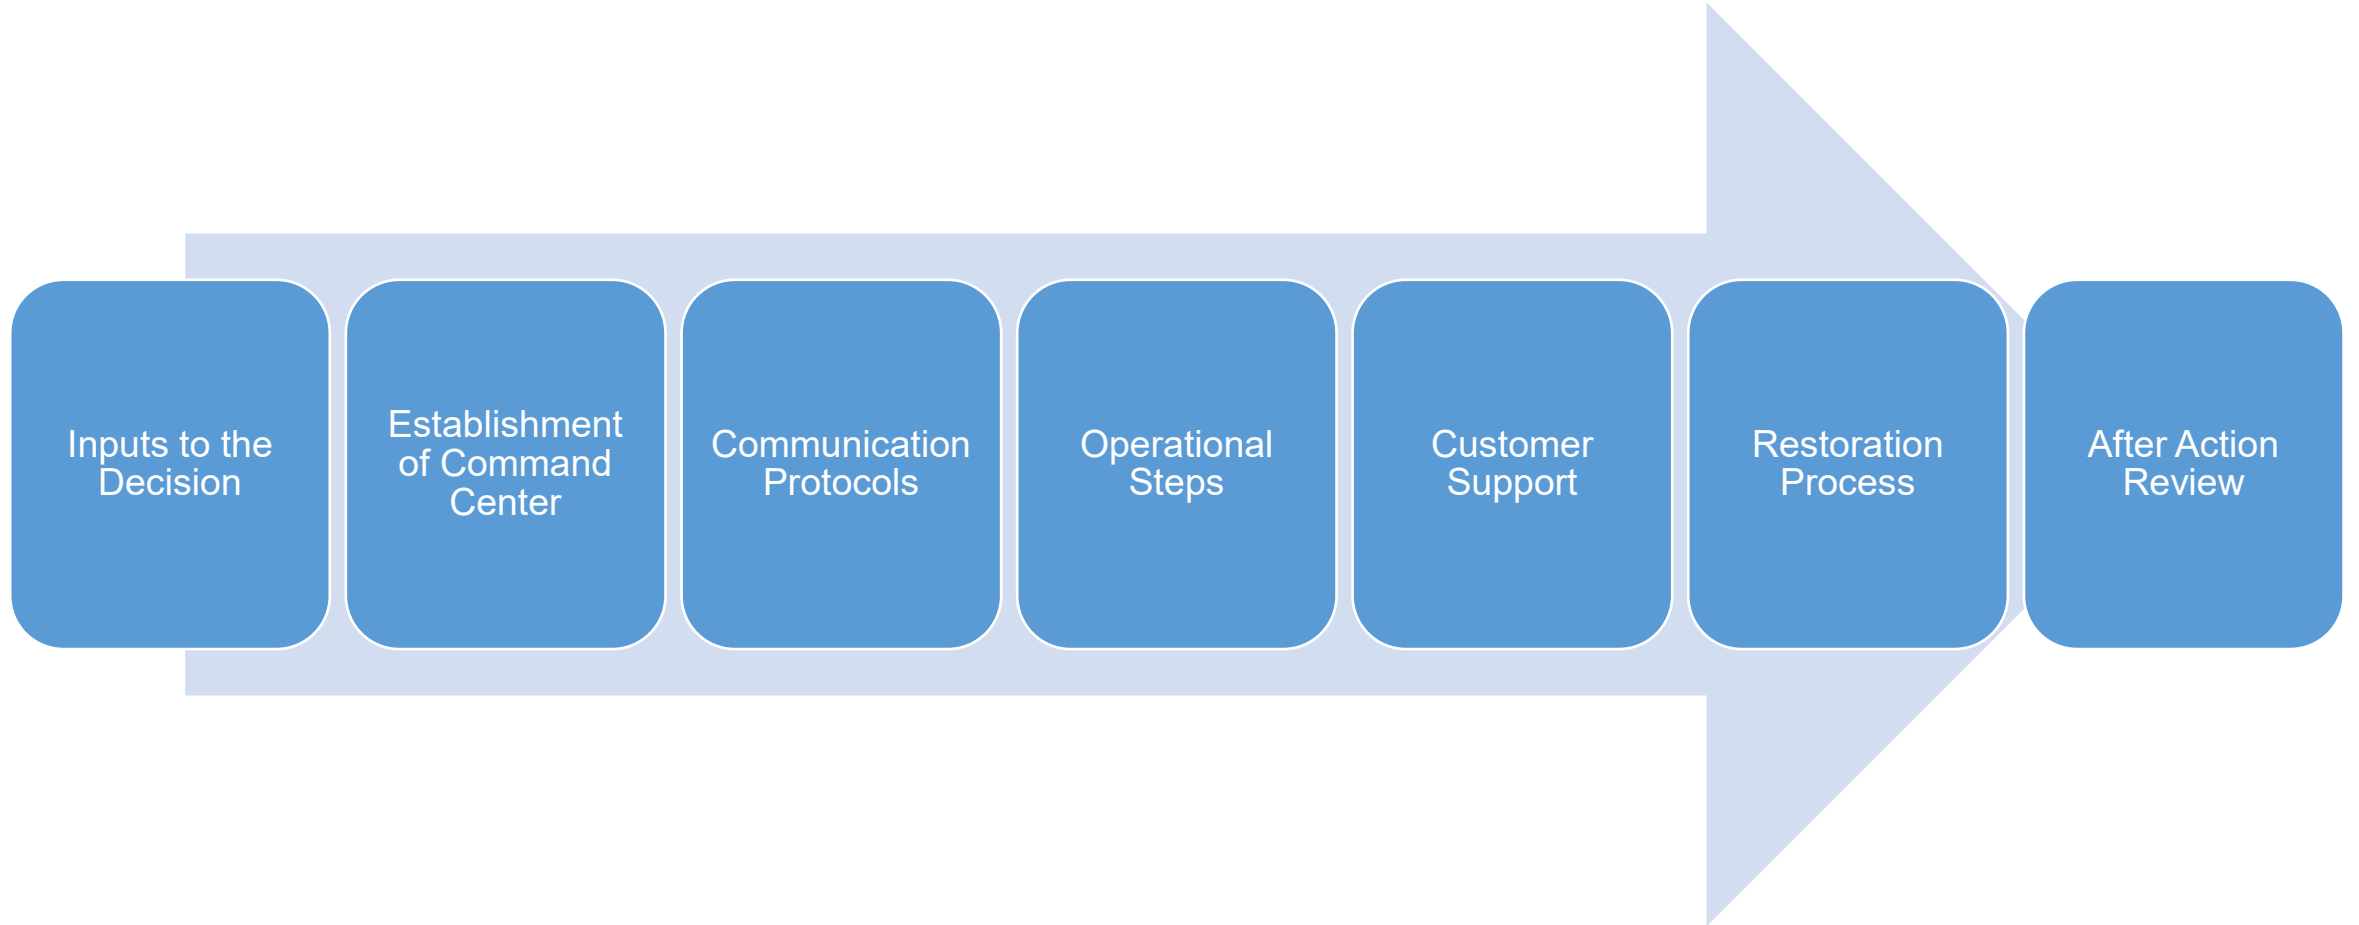 Inputs to the
Decision
Establishment
of Command
Center
Communication
Protocols
Operational
Steps
Customer
Support
Restoration
Process
After Action
Review